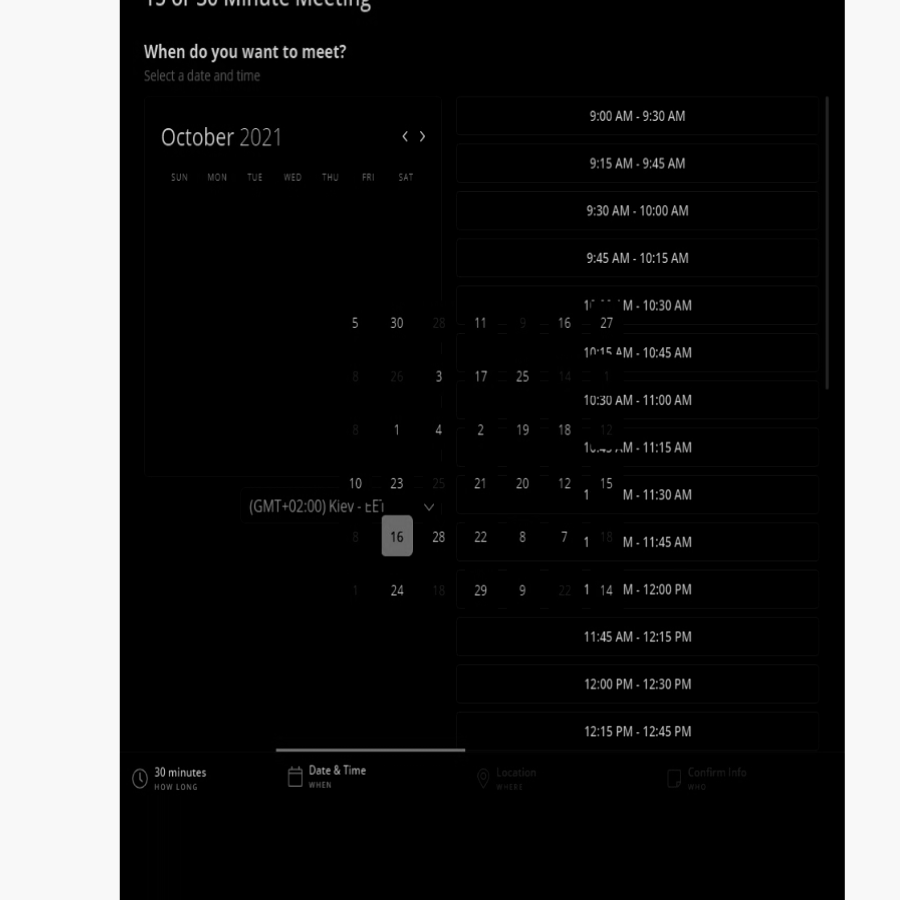 15 or 30 Minute Meeting
When do you want to meet?
Select a date and time
October 2021
SUN MON TUE WED THU FRI SAT
9:00 AM - 9:30 AM
9:15 AM - 9:45 AM
9:30 AM - 10:00 AM
9:45 AM - 10:15 AM
M - 10:30 AM
5 30 28 11 9 16 27
10:15 AM - 10:45 AM
8 26 3 17 25 14 1
10:30 AM - 11:00 AM
8 1 4 2 19 18 12
10:45 AM - 11:15 AM
10 23 25 21 20 12 15
1 M - 11:30 AM
(GMT+02:00) Kiev - EET
8 16 28 22 8 7 18
1 M - 11:45 AM
1 24 18 29 9 22 14
1 M - 12:00 PM
11:45 AM - 12:15 PM
12:00 PM - 12:30 PM
12:15 PM - 12:45 PM
30 minutes
HOW LONG
Date & Time
WHEN
Location
WHERE
Confirm Info
WHO